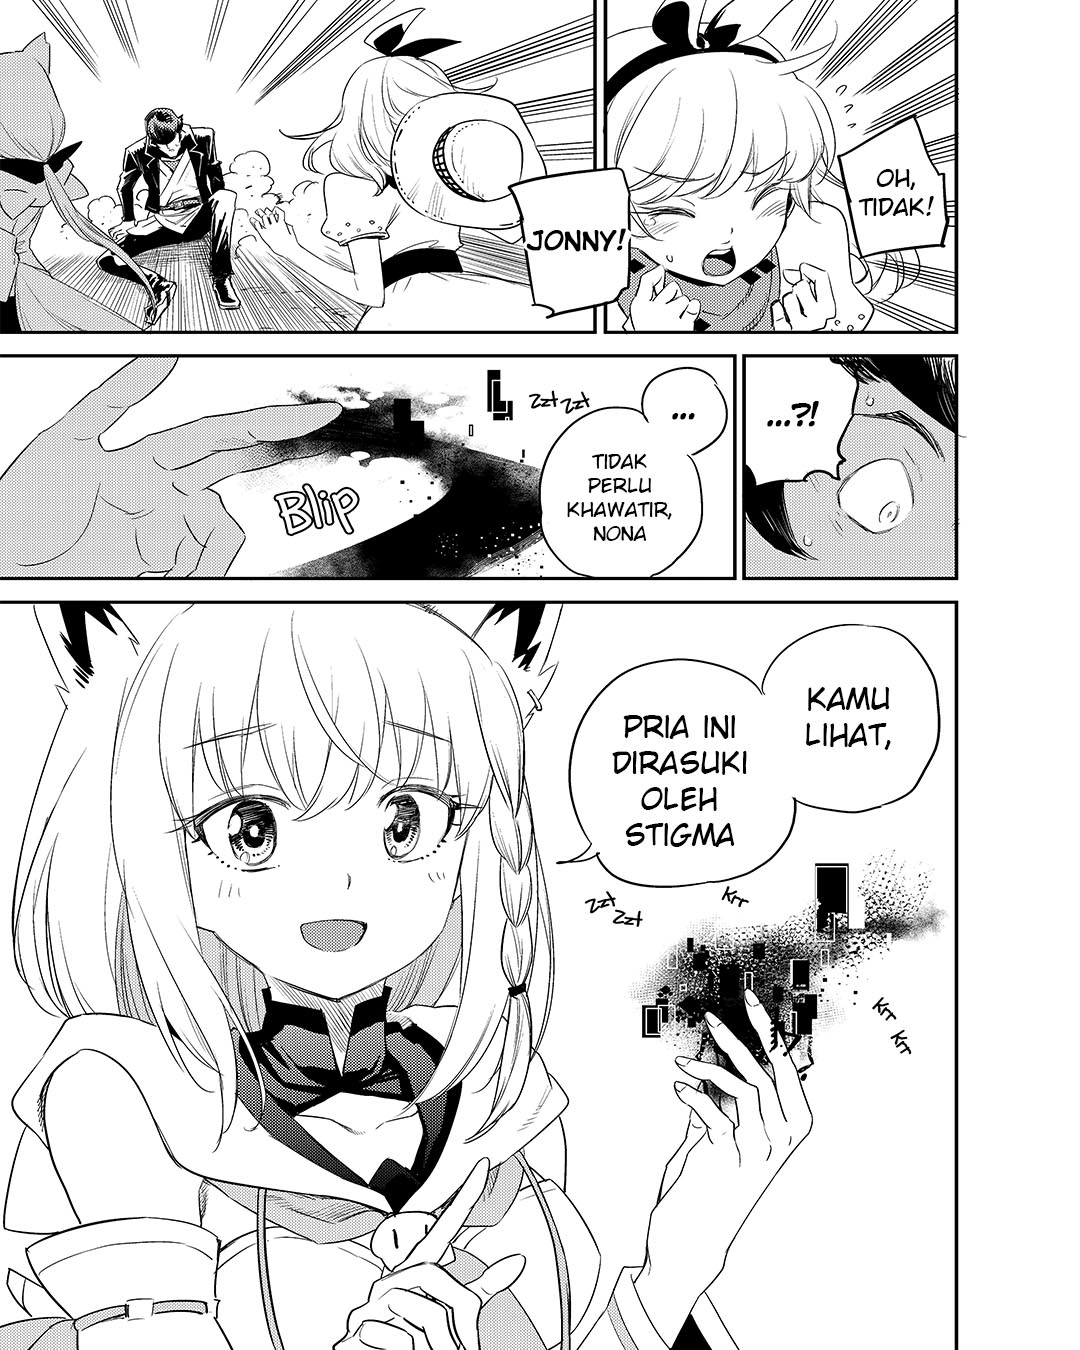 OH,
TIDAK!
JONNY!
...?!
...
TIDAK
PERLU
KHAWATIR,
NONA
Zzt Zzt
Blip
KAMU
LIHAT,
PRIA INI
DIRASUKI
OLEH
STIGMA
Krr
Zzt
Zzt
Kr
Krr